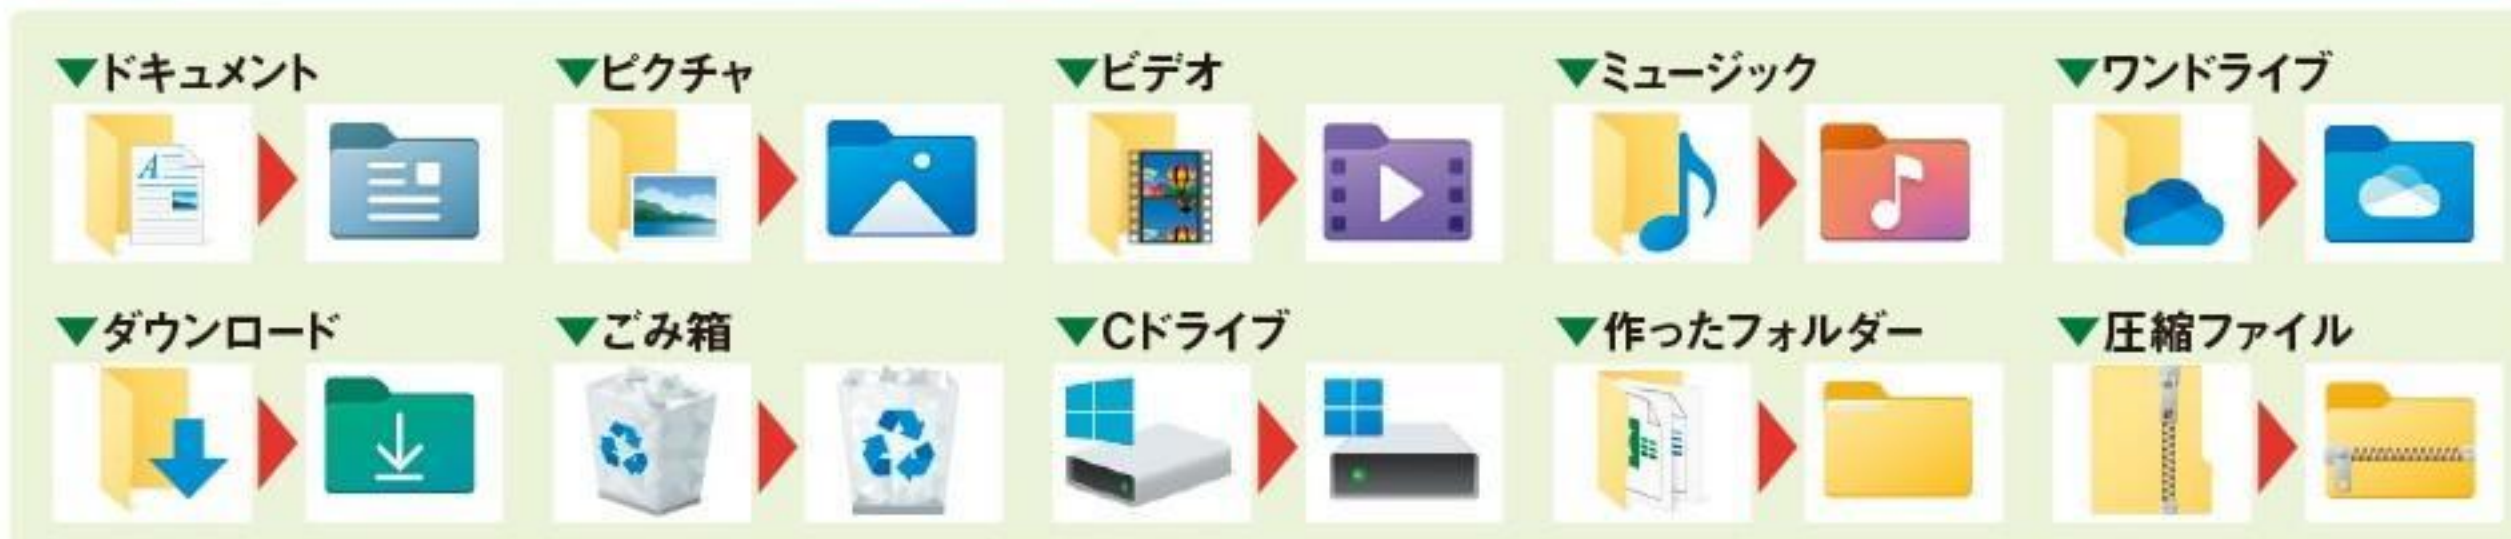 ▼ドキュメント
▼ピクチャ
▼ビデオ
▼ミュージック
▼ワンドライブ
▼ダウンロード
▼ごみ箱
▼Cドライブ
▼作ったフォルダー
▼圧縮ファイル